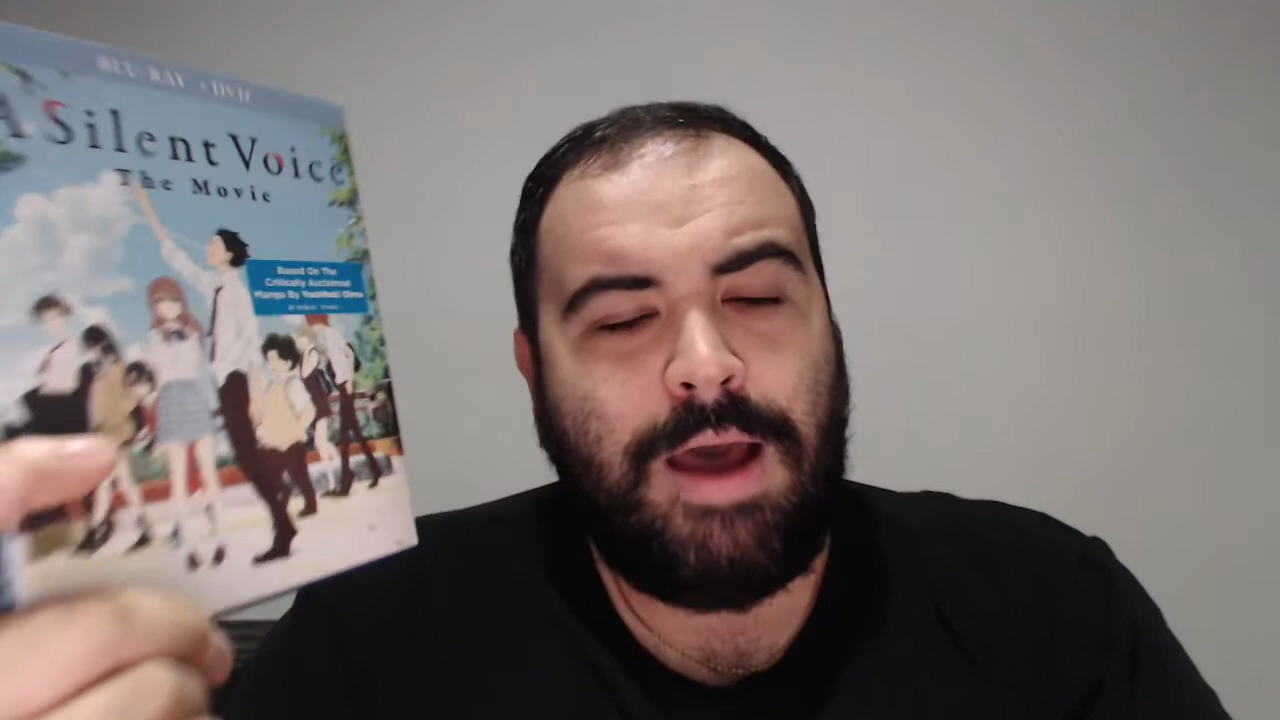 BLU-RAY + DVD
A Silent Voice
The Movie
Based On The
Critically Acclaimed
Manga By Yoshitoki Oima